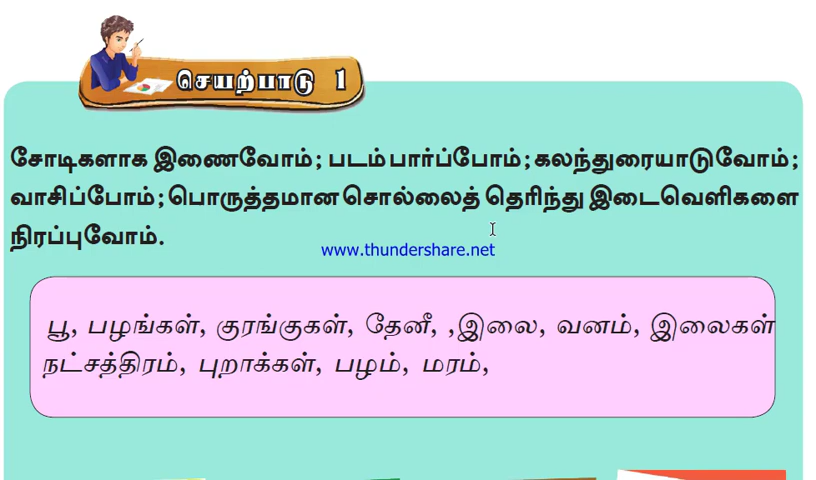 செயற்பாடு 1
சோடிகளாக இணைவோம்; படம் பார்ப்போம்; கலந்துரையாடுவோம்;
வாசிப்போம்; பொருத்தமான சொல்லைத் தெரிந்து இடைவெளிகளை
நிரப்புவோம்.
www.thundershare.net
பூ, பழங்கள், குரங்குகள், தேனீ, ,இலை, வனம், இலைகள்
நட்சத்திரம், புறாக்கள், பழம், மரம்,